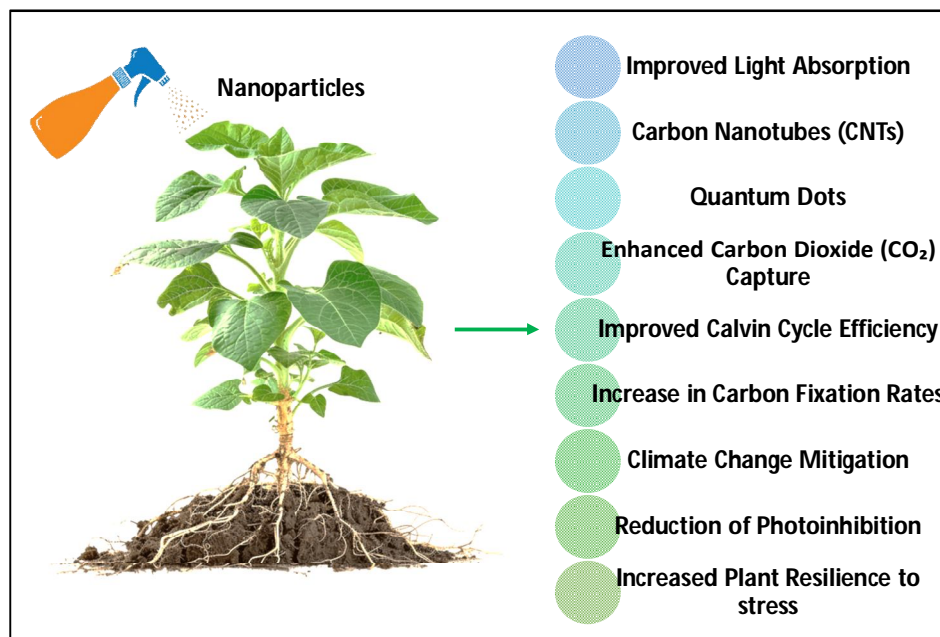 Nanoparticles
Improved Light Absorption
Carbon Nanotubes (CNTs)
Quantum Dots
Enhanced Carbon Dioxide (CO₂)
Capture
Improved Calvin Cycle Efficiency
Increase in Carbon Fixation Rates
Climate Change Mitigation
Reduction of Photoinhibition
Increased Plant Resilience to
stress